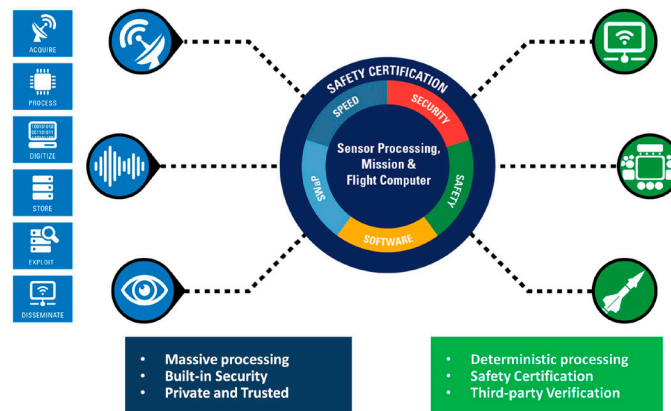 ACQUIRE
PROCESS
DIGITIZE
STORE
EXPLOIT
DISSEMINATE
SAFETY CERTIFICATION
SPEED
SECURITY
SAFETY
SOFTWARE
SWaP
Sensor Processing,
Mission &
Flight Computer
• Massive processing
• Built-in Security
• Private and Trusted
• Deterministic processing
• Safety Certification
• Third-party Verification